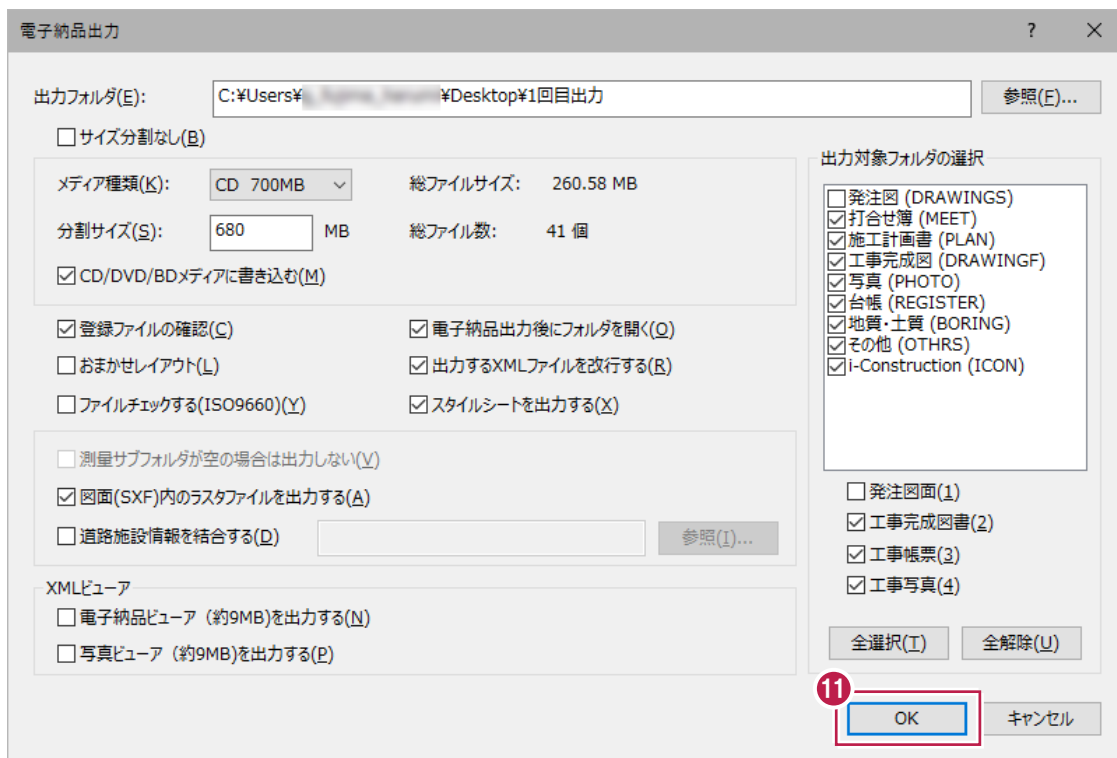 電子納品出力 ? ×
出力フォルダ(E): C:¥Users¥ ¥Desktop¥1回目出力 参照(F)...
サイズ分割なし(B)
メディア種類(K): CD 700MB 総ファイルサイズ: 260.58 MB
分割サイズ(S): 680 MB 総ファイル数: 41 個
CD/DVD/BDメディアに書き込む(M)
登録ファイルの確認(C) 電子納品出力後にフォルダを開く(O)
おまかせレイアウト(L) 出力するXMLファイルを改行する(R)
ファイルチェックする(ISO9660)(Y) スタイルシートを出力する(X)
測量サブフォルダが空の場合は出力しない(V)
図面(SXF)内のラスタファイルを出力する(A)
道路施設情報を結合する(D) 参照(I)...
XMLビューア
電子納品ビューア (約9MB)を出力する(N)
写真ビューア (約9MB)を出力する(P)
出力対象フォルダの選択
発注図 (DRAWINGS)
打合せ簿 (MEET)
施工計画書 (PLAN)
工事完成図 (DRAWINGF)
写真 (PHOTO)
台帳 (REGISTER)
地質・土質 (BORING)
その他 (OTHRS)
i-Construction (ICON)
発注図面(1)
工事完成図書(2)
工事帳票(3)
工事写真(4)
全選択(T) 全解除(U)
11
OK キャンセル